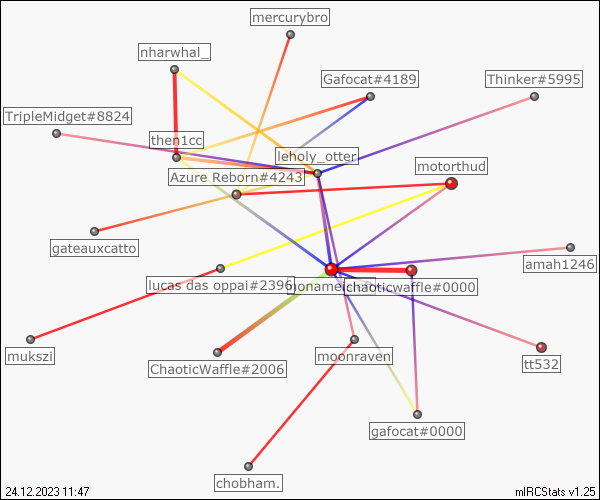 mercurybro
nharwhal_
Gafocat#4189
Thinker#5995
TripleMidget#8824
then1cc
leholy_otter
motorthud
Azure Reborn#4243
gateauxcatto
amah1246
lucas das oppai#2396
chaoticwaffle#0000
mukszi
ChaoticWaffle#2006
moonraven
tt532
gafocat#0000
chobham.
24.12.2023 11:47
mIRCStats v1.25